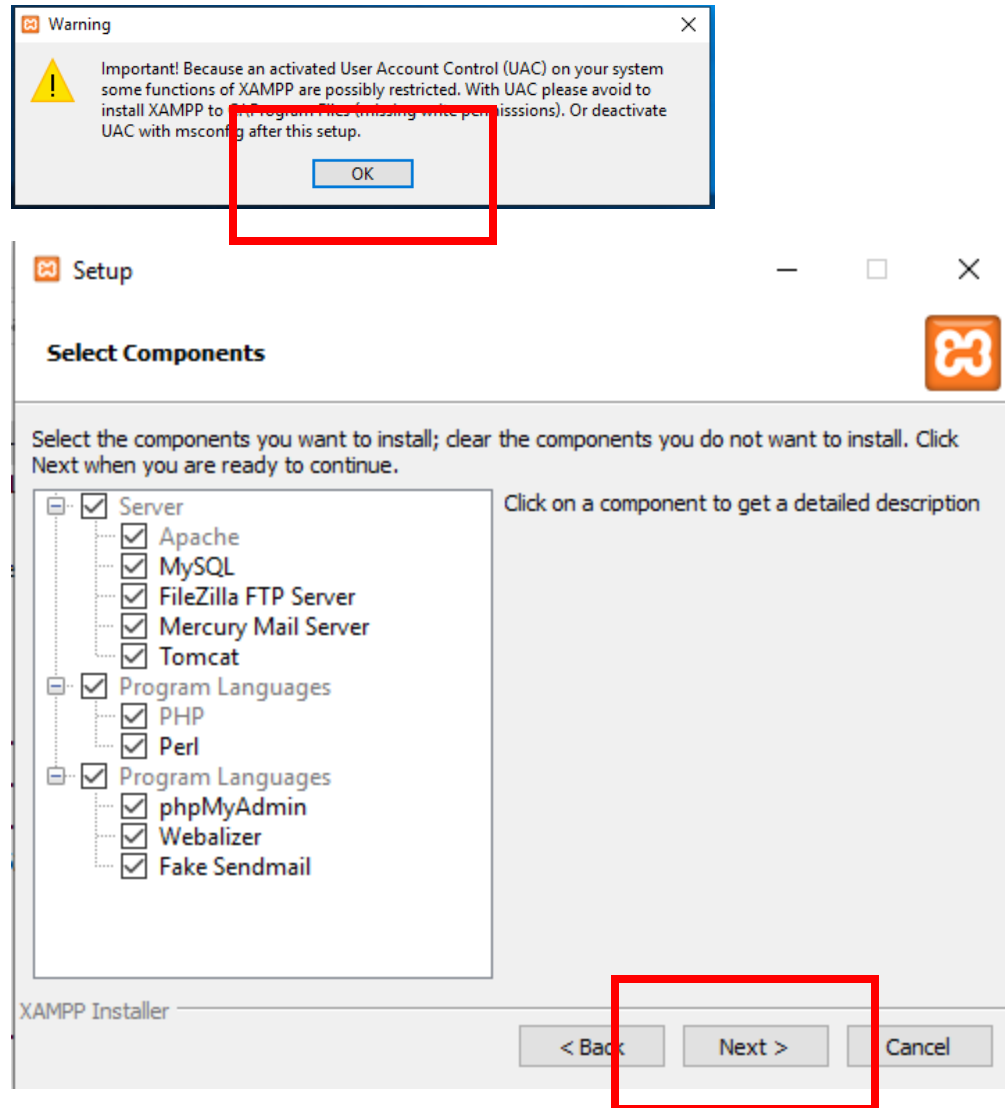 Warning
Important! Because an activated User Account Control (UAC) on your system
some functions of XAMPP are possibly restricted. With UAC please avoid to
install XAMPP to C:\Program Files (missing write permisssions). Or deactivate
UAC with msconfig after this setup.
OK
Setup
Select Components
Select the components you want to install; clear the components you do not want to install. Click
Next when you are ready to continue.
Server
Apache
MySQL
FileZilla FTP Server
Mercury Mail Server
Tomcat
Program Languages
PHP
Perl
Program Languages
phpMyAdmin
Webalizer
Fake Sendmail
Click on a component to get a detailed description
XAMPP Installer
< Back
Next >
Cancel